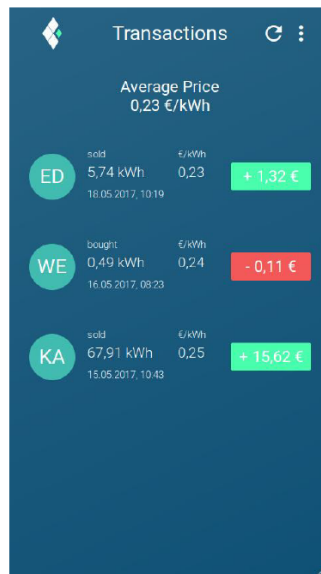 Transactions
Average Price
0,23 €/kWh
sold €/kWh
ED 5,74 kWh 0,23 + 1,32 €
18.05.2017, 10:19
bought €/kWh
WE 0,49 kWh 0,24 - 0,11 €
16.05.2017, 08:23
sold €/kWh
KA 67,91 kWh 0,25 + 15,62 €
15.05.2017, 10:43